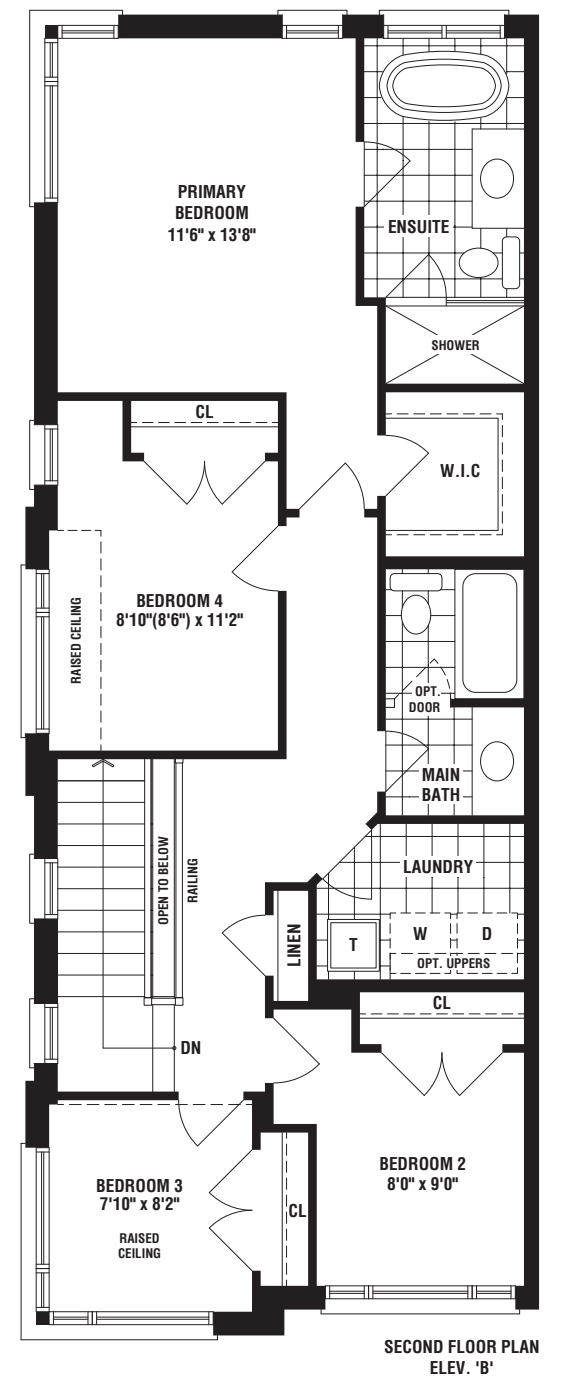 PRIMARY
BEDROOM
11'6" x 13'8"
ENSUITE
SHOWER
CL
W.I.C
BEDROOM 4
8'10"(8'6") x 11'2"
RAISED CEILING
OPT.
DOOR
MAIN
BATH
OPEN TO BELOW
RAILING
LAUNDRY
LINEN
T
W
D
OPT. UPPERS
CL
DN
BEDROOM 2
8'0" x 9'0"
BEDROOM 3
7'10" x 8'2"
RAISED
CEILING
CL
SECOND FLOOR PLAN
ELEV. 'B'